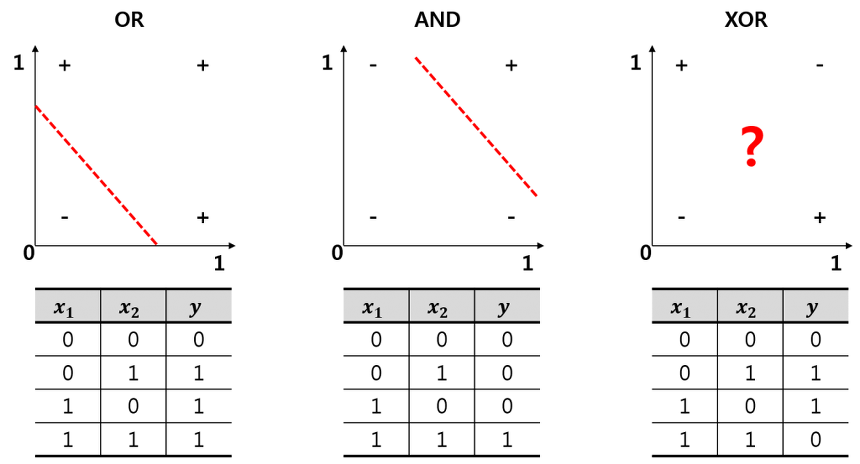 OR
1
+ +
- +
0
1
x₁ x₂ y
0 0 0
0 1 1
1 0 1
1 1 1
AND
1
- +
- -
0
1
x₁ x₂ y
0 0 0
0 1 0
1 0 0
1 1 1
XOR
1
+ -
?
- +
0
1
x₁ x₂ y
0 0 0
0 1 1
1 0 1
1 1 0